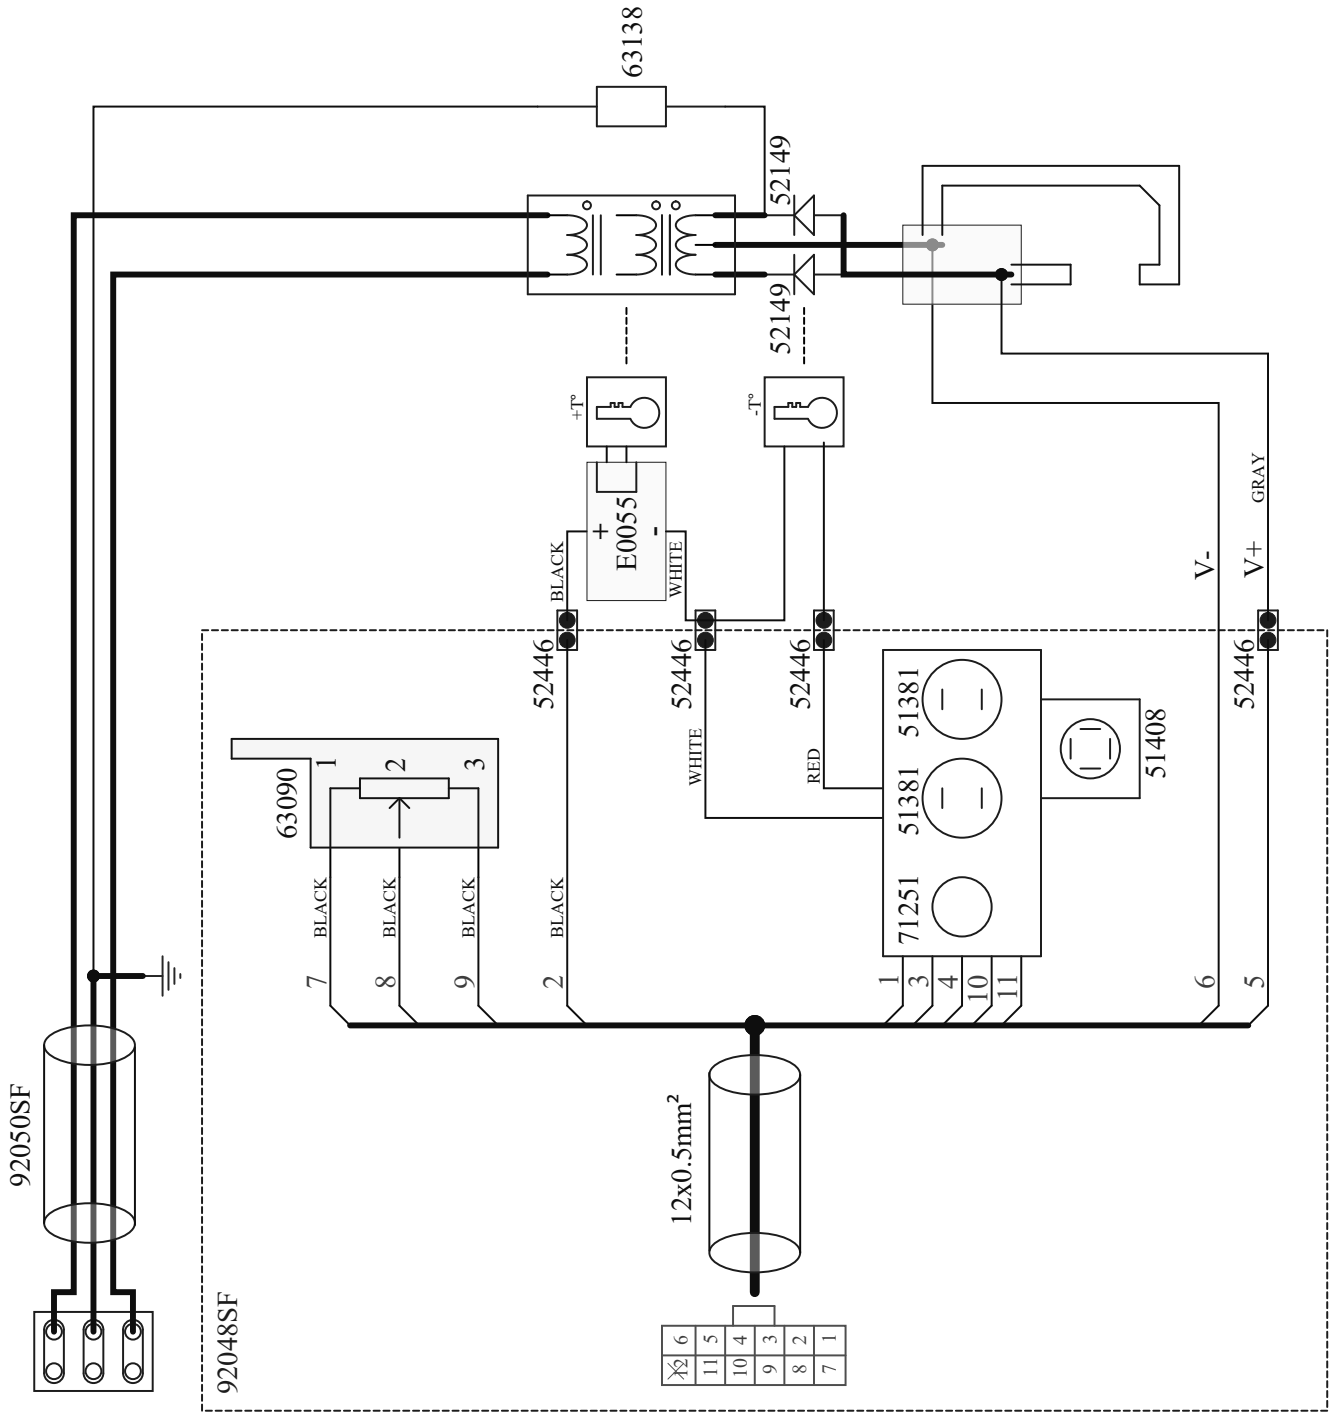 63138
52149
52149
+T°
-T°
E0055
+
-
BLACK
WHITE
GRAY
V-
V+
52446
52446
52446
52446
92050SF
92048SF
63090
1
2
3
BLACK
BLACK
BLACK
BLACK
WHITE
RED
7
8
9
2
51381
51381
71251
51408
1
3
4
10
11
6
5
12x0.5mm²
12 6
11 5
10 4
9 3
8 2
7 1